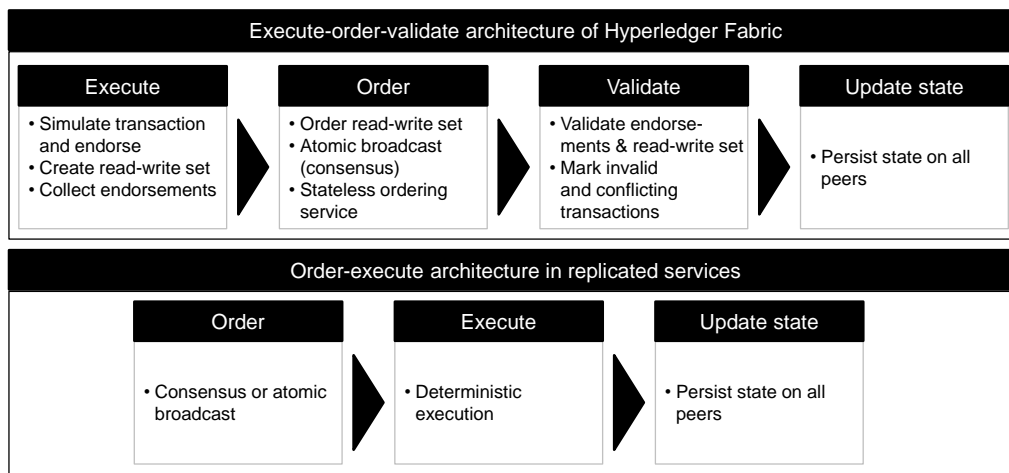 Execute-order-validate architecture of Hyperledger Fabric
Execute
• Simulate transaction
and endorse
• Create read-write set
• Collect endorsements
Order
• Order read-write set
• Atomic broadcast
(consensus)
• Stateless ordering
service
Validate
• Validate endorse-
ments & read-write set
• Mark invalid
and conflicting
transactions
Update state
• Persist state on all
peers
Order-execute architecture in replicated services
Order
• Consensus or atomic
broadcast
Execute
• Deterministic
execution
Update state
• Persist state on all
peers